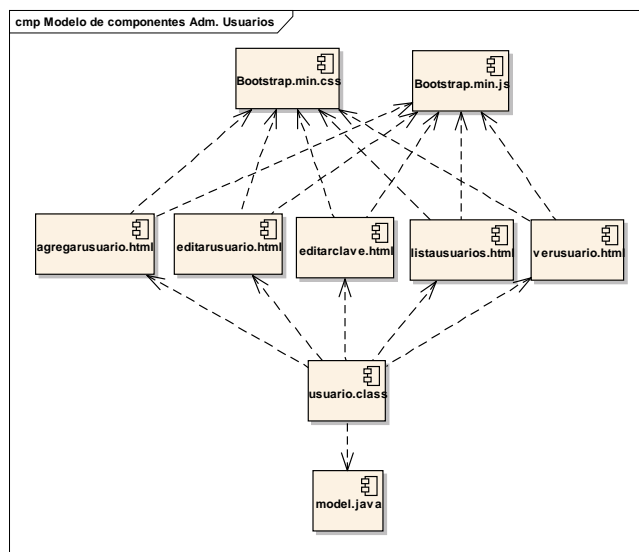 cmp Modelo de componentes Adm. Usuarios
Bootstrap.min.css
Bootstrap.min.js
agregarusuario.html
editarusuario.html
editarclave.html
listausuarios.html
verusuario.html
usuario.class
model.java